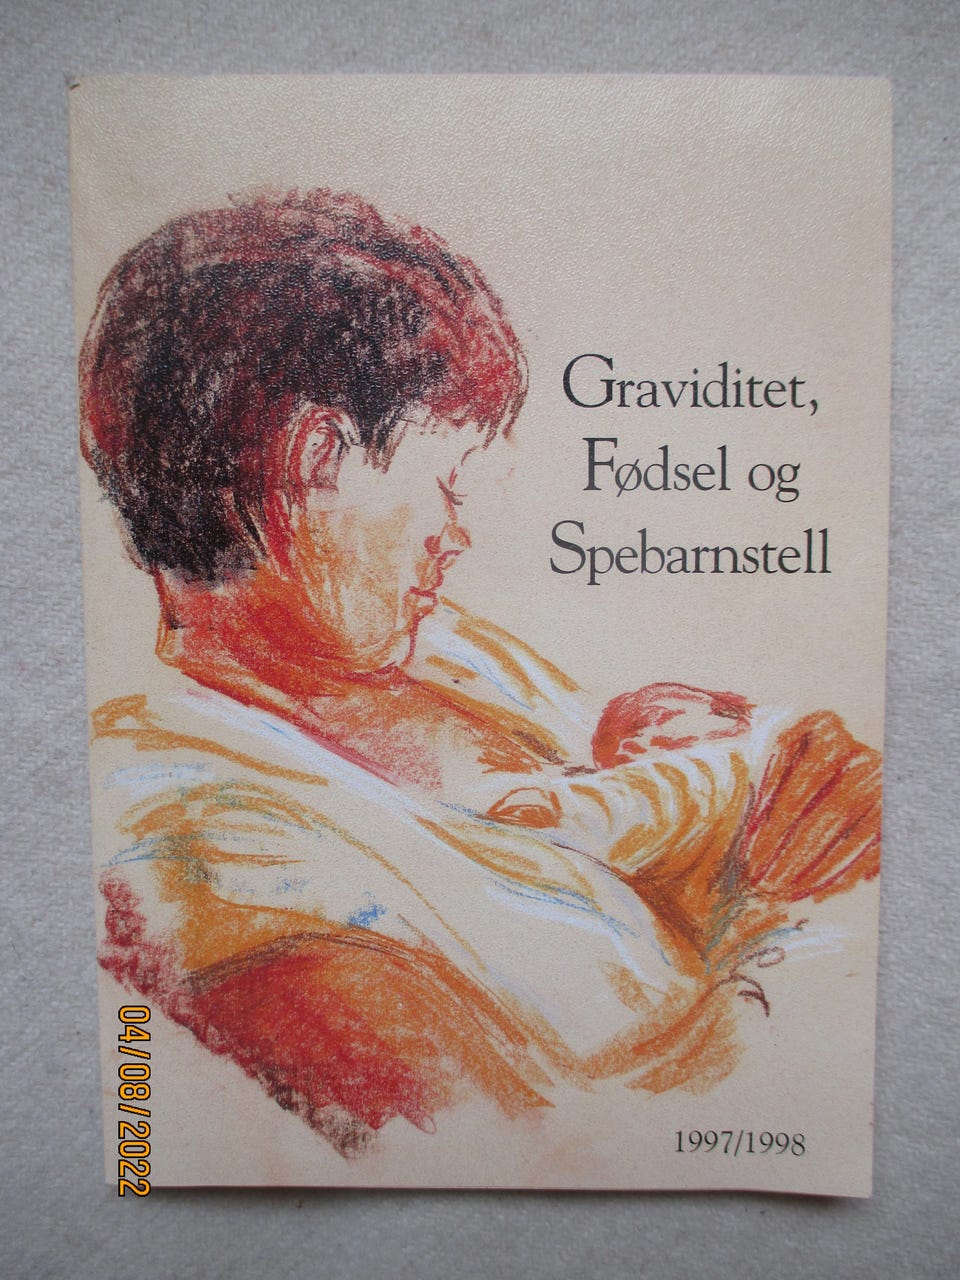 Graviditet,
Fødsel og
Spebarnstell
1997/1998
04/08/2022